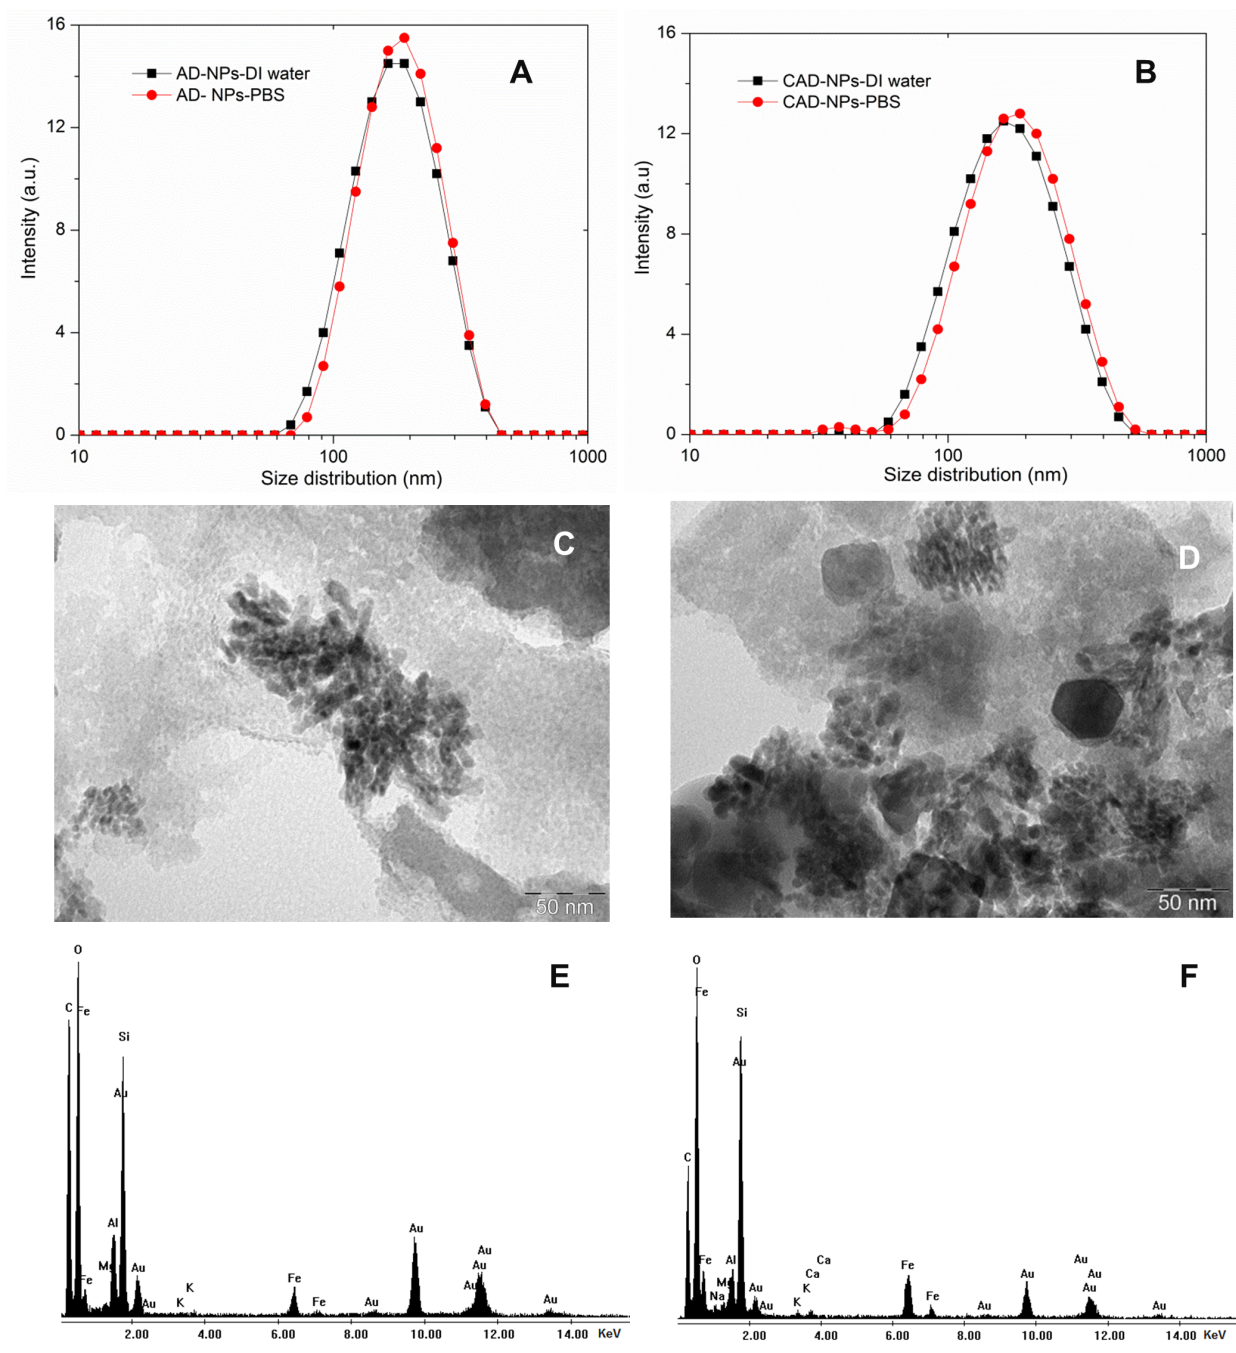 A
AD-NPs-DI water
AD- NPs-PBS
16
12
8
4
0
Intensity (a.u.)
10
100
1000
Size distribution (nm)
B
CAD-NPs-DI water
CAD-NPs-PBS
16
12
8
4
0
Intensity (a.u)
10
100
1000
Size distribution (nm)
C
50 nm
D
50 nm
E
O
C
Fe
Si
Au
Al
Mg
Fe
Au
Au
K
K
Fe
Fe
Au
Au
Au
Au
Au
Au
2.00
4.00
6.00
8.00
10.00
12.00
14.00
KeV
F
O
Fe
Si
Au
C
Fe
Al
Mg
Na
Au
Au
Ca
Ca
K
K
Fe
Fe
Au
Au
Au
Au
Au
Au
2.00
4.00
6.00
8.00
10.00
12.00
14.00
KeV